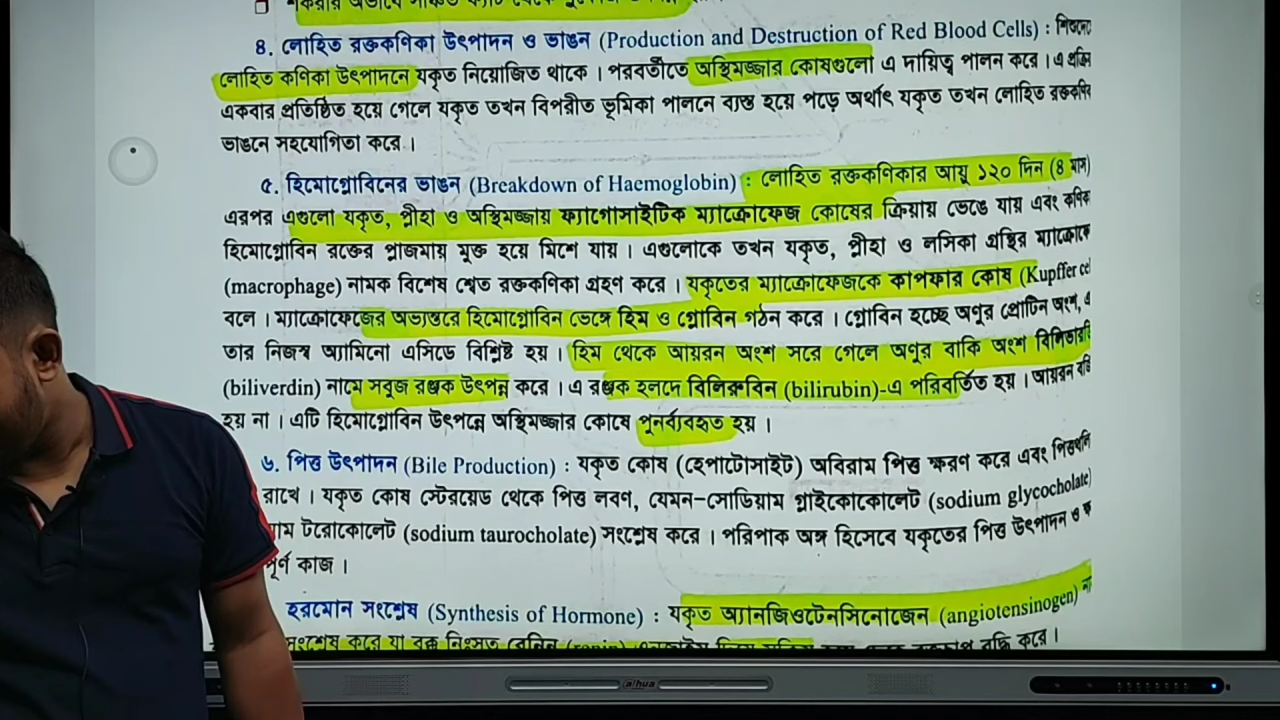 ৪. লোহিত রক্তকণিকা উৎপাদন ও ভাঙন (Production and Destruction of Red Blood Cells) :
লোহিত কণিকা উৎপাদনে যকৃত নিয়োজিত থাকে । পরবর্তীতে অস্থিমজ্জার কোষগুলো এ দায়িত্ব পালন করে । এ
একবার প্রতিষ্ঠিত হয়ে গেলে যকৃত তখন বিপরীত ভূমিকা পালনে ব্যস্ত হয়ে পড়ে অর্থাৎ যকৃত তখন লোহিত
ভাঙনে সহযোগিতা করে ।
৫. হিমোগ্লোবিনের ভাঙন (Breakdown of Haemoglobin) : লোহিত রক্তকণিকার আয়ু ১২০ দিন (৪ মাস)
এরপর এগুলো যকৃত, প্লীহা ও অস্থিমজ্জায় ফ্যাগোসাইটিক ম্যাক্রোফেজ কোষের ক্রিয়ায় ভেঙে যায় এবং
হিমোগ্লোবিন রক্তের প্লাজমায় মুক্ত হয়ে মিশে যায় । এগুলোকে তখন যকৃত, প্লীহা ও লসিকা গ্রন্থির
(macrophage) নামক বিশেষ শ্বেত রক্তকণিকা গ্রহণ করে । যকৃতের ম্যাক্রোফেজকে কাপফার কোষ (Kupffer
বলে । ম্যাক্রোফেজের অভ্যন্তরে হিমোগ্লোবিন ভেঙ্গে হিম ও গ্লোবিন গঠন করে । গ্লোবিন হচ্ছে অণুর প্রোটিন অংশ,
তার নিজস্ব অ্যামিনো এসিডে বিশ্লিষ্ট হয় । হিম থেকে আয়রন অংশ সরে গেলে অণুর বাকি অংশ
(biliverdin) নামে সবুজ রঞ্জক উৎপন্ন করে । এ রঞ্জক হলদে বিলিরুবিন (bilirubin)-এ পরিবর্তিত হয় । আয়রন
হয় না । এটি হিমোগ্লোবিন উৎপন্নে অস্থিমজ্জার কোষে পুনর্ব্যবহৃত হয় ।
৬. পিত্ত উৎপাদন (Bile Production) : যকৃত কোষ (হেপাটোসাইট) অবিরাম পিত্ত ক্ষরণ করে এবং
রাখে । যকৃত কোষ স্টেরয়েড থেকে পিত্ত লবণ, যেমন–সোডিয়াম গ্লাইকোকোলেট (sodium glycocholate)
টরোকোলেট (sodium taurocholate) সংশ্লেষ করে । পরিপাক অঙ্গ হিসেবে যকৃতের পিত্ত উৎপাদন ও
কাজ ।
হরমোন সংশ্লেষ (Synthesis of Hormone) : যকৃত অ্যানজিওটেনসিনোজেন (angiotensinogen)
সংশ্লেষ করে যা বৃক্ক নিঃসৃত রেনিন (renin) বৃদ্ধি করে ।
alhua